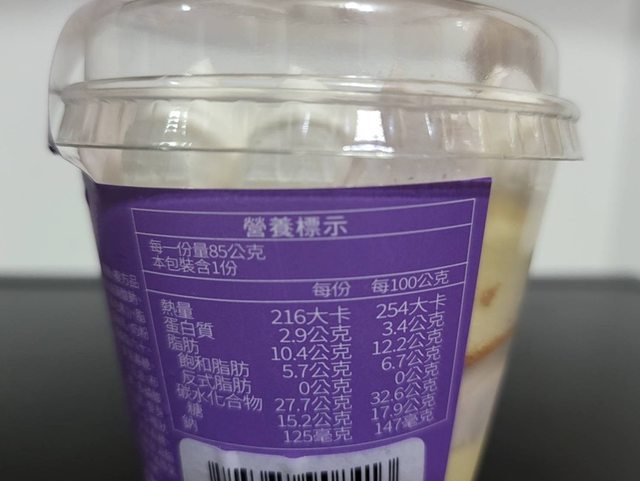 營養標示
每一份量85公克
本包裝含1份
每份 每100公克
熱量 216大卡 254大卡
蛋白質 2.9公克 3.4公克
脂肪 10.4公克 12.2公克
飽和脂肪 5.7公克 6.7公克
反式脂肪 0公克 0公克
碳水化合物 27.7公克 32.6公克
糖 15.2公克 17.9公克
鈉 125毫克 147毫克